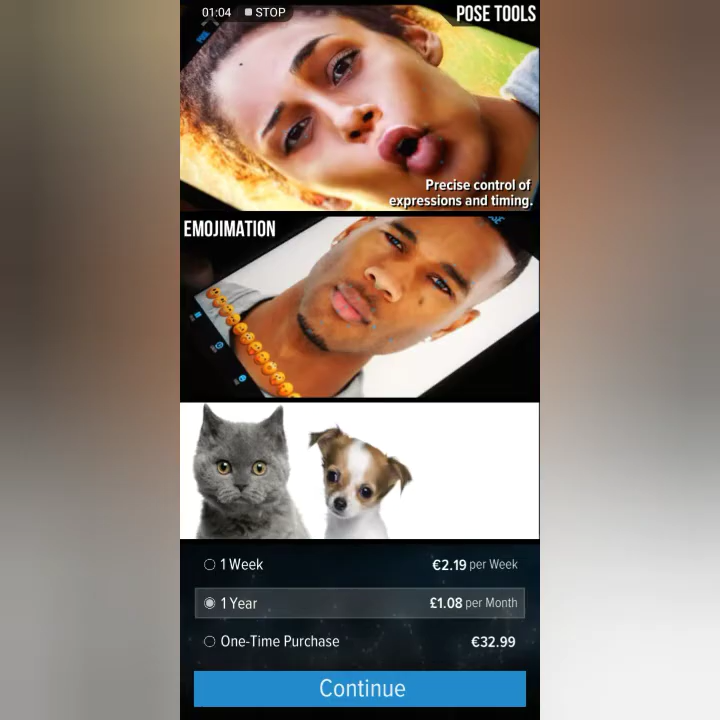 01:04 STOP
POSE TOOLS
Precise control of
expressions and timing.
EMOJIMATION
1 Week €2.19 per Week
1 Year £1.08 per Month
One-Time Purchase €32.99
Continue